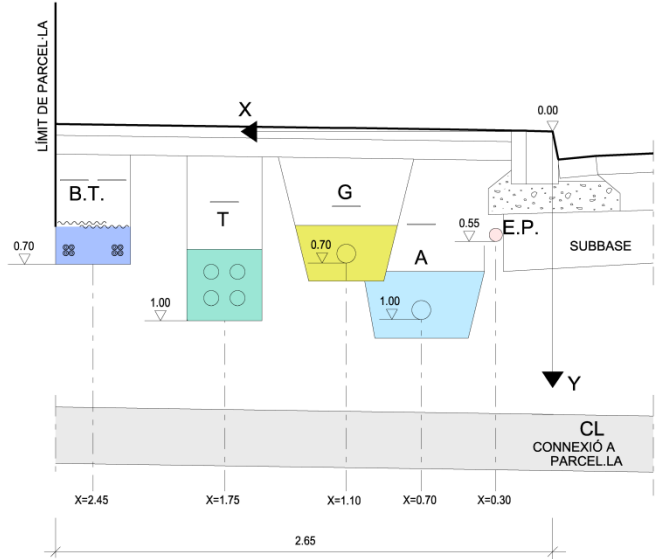 LÍMIT DE PARCEL·LA
X
0.00
B.T.
T
G
A
E.P.
0.55
SUBBASE
0.70
0.70
1.00
1.00
Y
CL
CONNEXIÓ A
PARCEL.LA
X=2.45
X=1.75
X=1.10
X=0.70
X=0.30
2.65